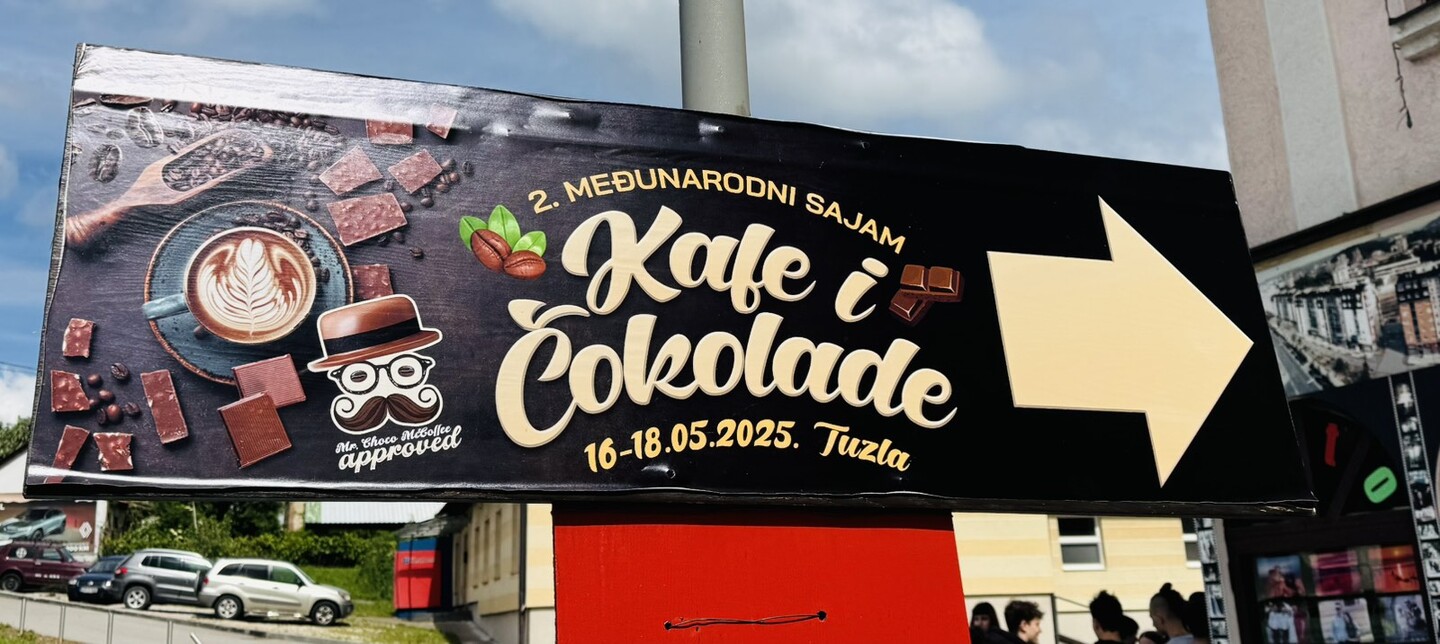 2. MEĐUNARODNI SAJAM
Kafe i
Čokolade
16-18.05.2025. Tuzla
Mr. Choco McCoffee
approved